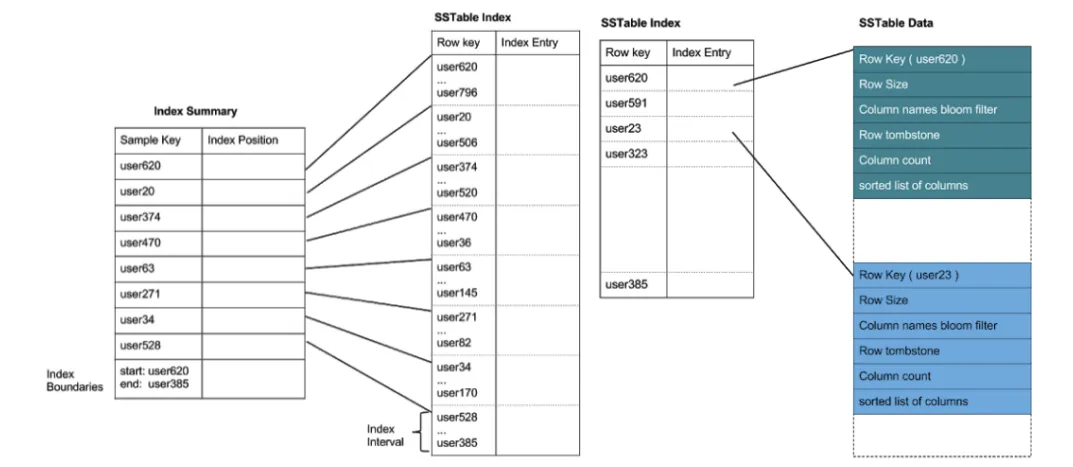 Index Summary
Sample Key Index Position
user620
user20
user374
user470
user63
user271
user34
user528
start: user620
end: user385
Index
Boundaries
SSTable Index
Row key Index Entry
user620
...
user796
user20
...
user506
user374
...
user520
user470
...
user36
user63
...
user145
user271
...
user82
user34
...
user170
user528
...
user385
Index
Interval
SSTable Index
Row key Index Entry
user620
user591
user23
user323
user385
SSTable Data
Row Key ( user620 )
Row Size
Column names bloom filter
Row tombstone
Column count
sorted list of columns
Row Key ( user23 )
Row Size
Column names bloom filter
Row tombstone
Column count
sorted list of columns